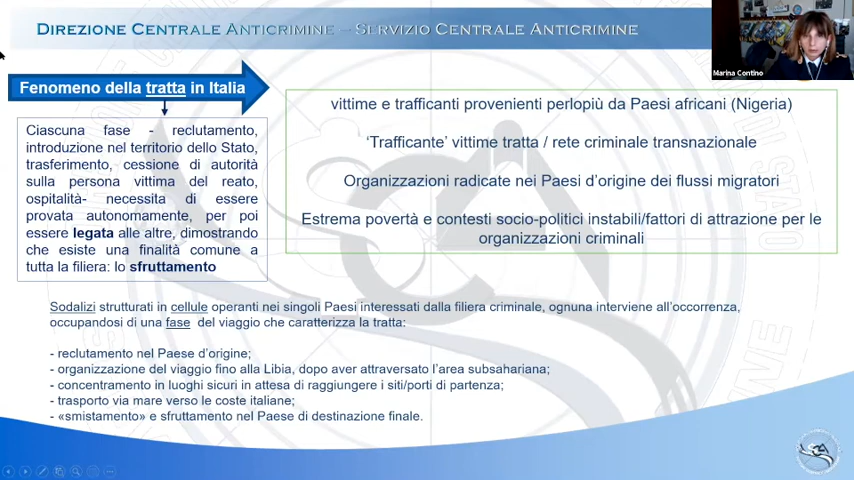 Direzione Centrale Anticrimine – Servizio Centrale Anticrimine
Marina Contino
Fenomeno della tratta in Italia
Ciascuna fase - reclutamento,
introduzione nel territorio dello Stato,
trasferimento, cessione di autorità
sulla persona vittima del reato,
ospitalità- necessita di essere
provata autonomamente, per poi
essere legata alle altre, dimostrando
che esiste una finalità comune a
tutta la filiera: lo sfruttamento
vittime e trafficanti provenienti perlopiù da Paesi africani (Nigeria)
'Trafficante' vittime tratta / rete criminale transnazionale
Organizzazioni radicate nei Paesi d'origine dei flussi migratori
Estrema povertà e contesti socio-politici instabili/fattori di attrazione per le
organizzazioni criminali
Sodalizi strutturati in cellule operanti nei singoli Paesi interessati dalla filiera criminale, ognuna interviene all'occorrenza,
occupandosi di una fase del viaggio che caratterizza la tratta:
- reclutamento nel Paese d'origine;
- organizzazione del viaggio fino alla Libia, dopo aver attraversato l'area subsahariana;
- concentramento in luoghi sicuri in attesa di raggiungere i siti/porti di partenza;
- trasporto via mare verso le coste italiane;
- «smistamento» e sfruttamento nel Paese di destinazione finale.